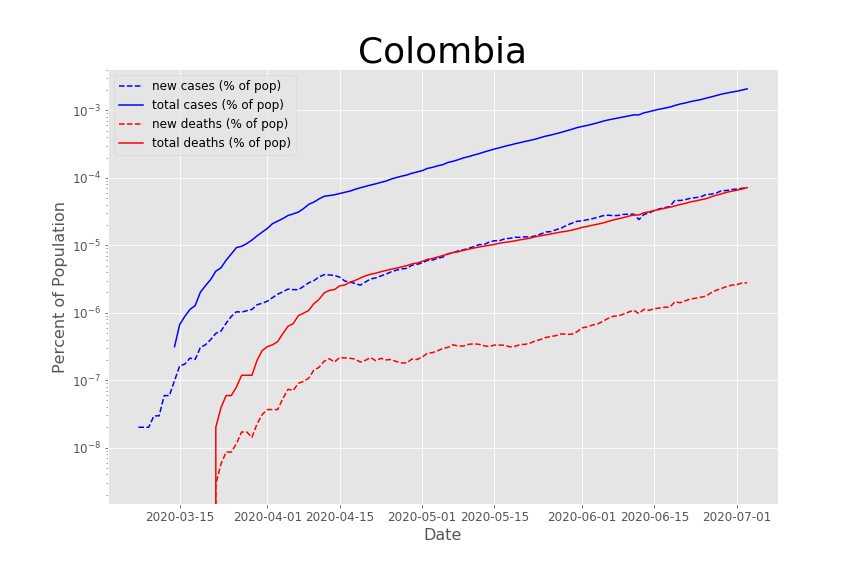 Colombia
new cases (% of pop)
total cases (% of pop)
new deaths (% of pop)
total deaths (% of pop)
Percent of Population
10⁻³
10⁻⁴
10⁻⁵
10⁻⁶
10⁻⁷
10⁻⁸
2020-03-15 2020-04-01 2020-04-15 2020-05-01 2020-05-15 2020-06-01 2020-06-15 2020-07-01
Date